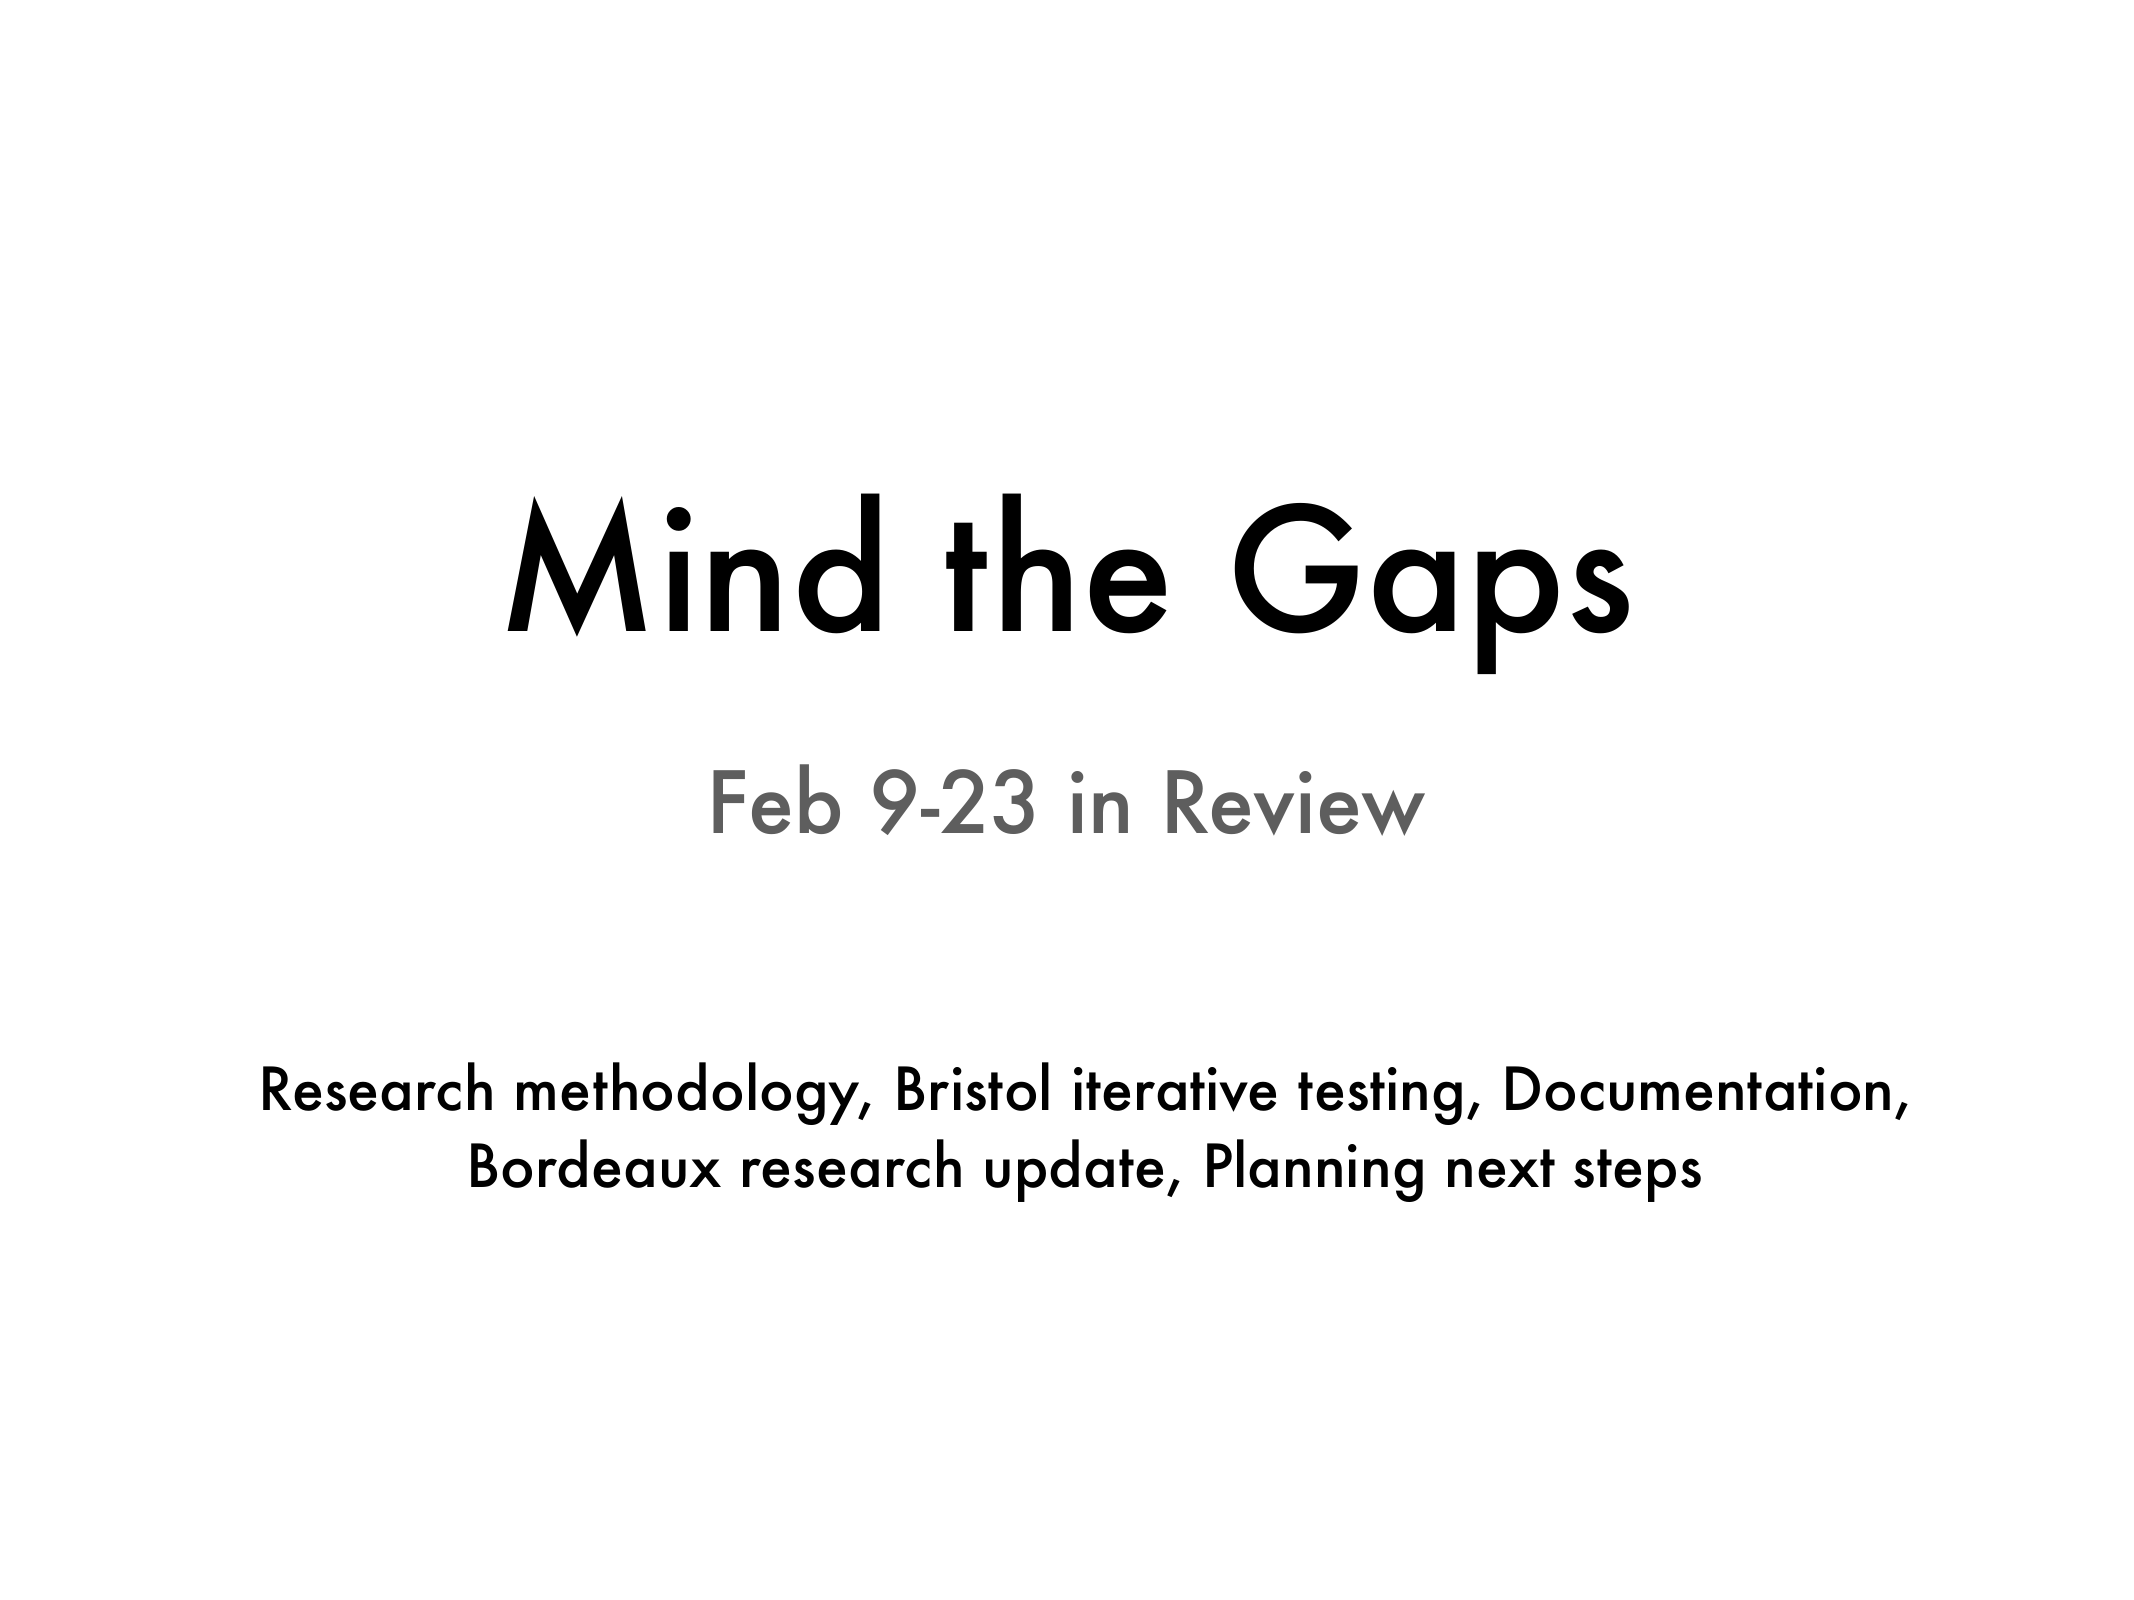 Mind the Gaps
Feb 9-23 in Review
Research methodology, Bristol iterative testing, Documentation,
Bordeaux research update, Planning next steps